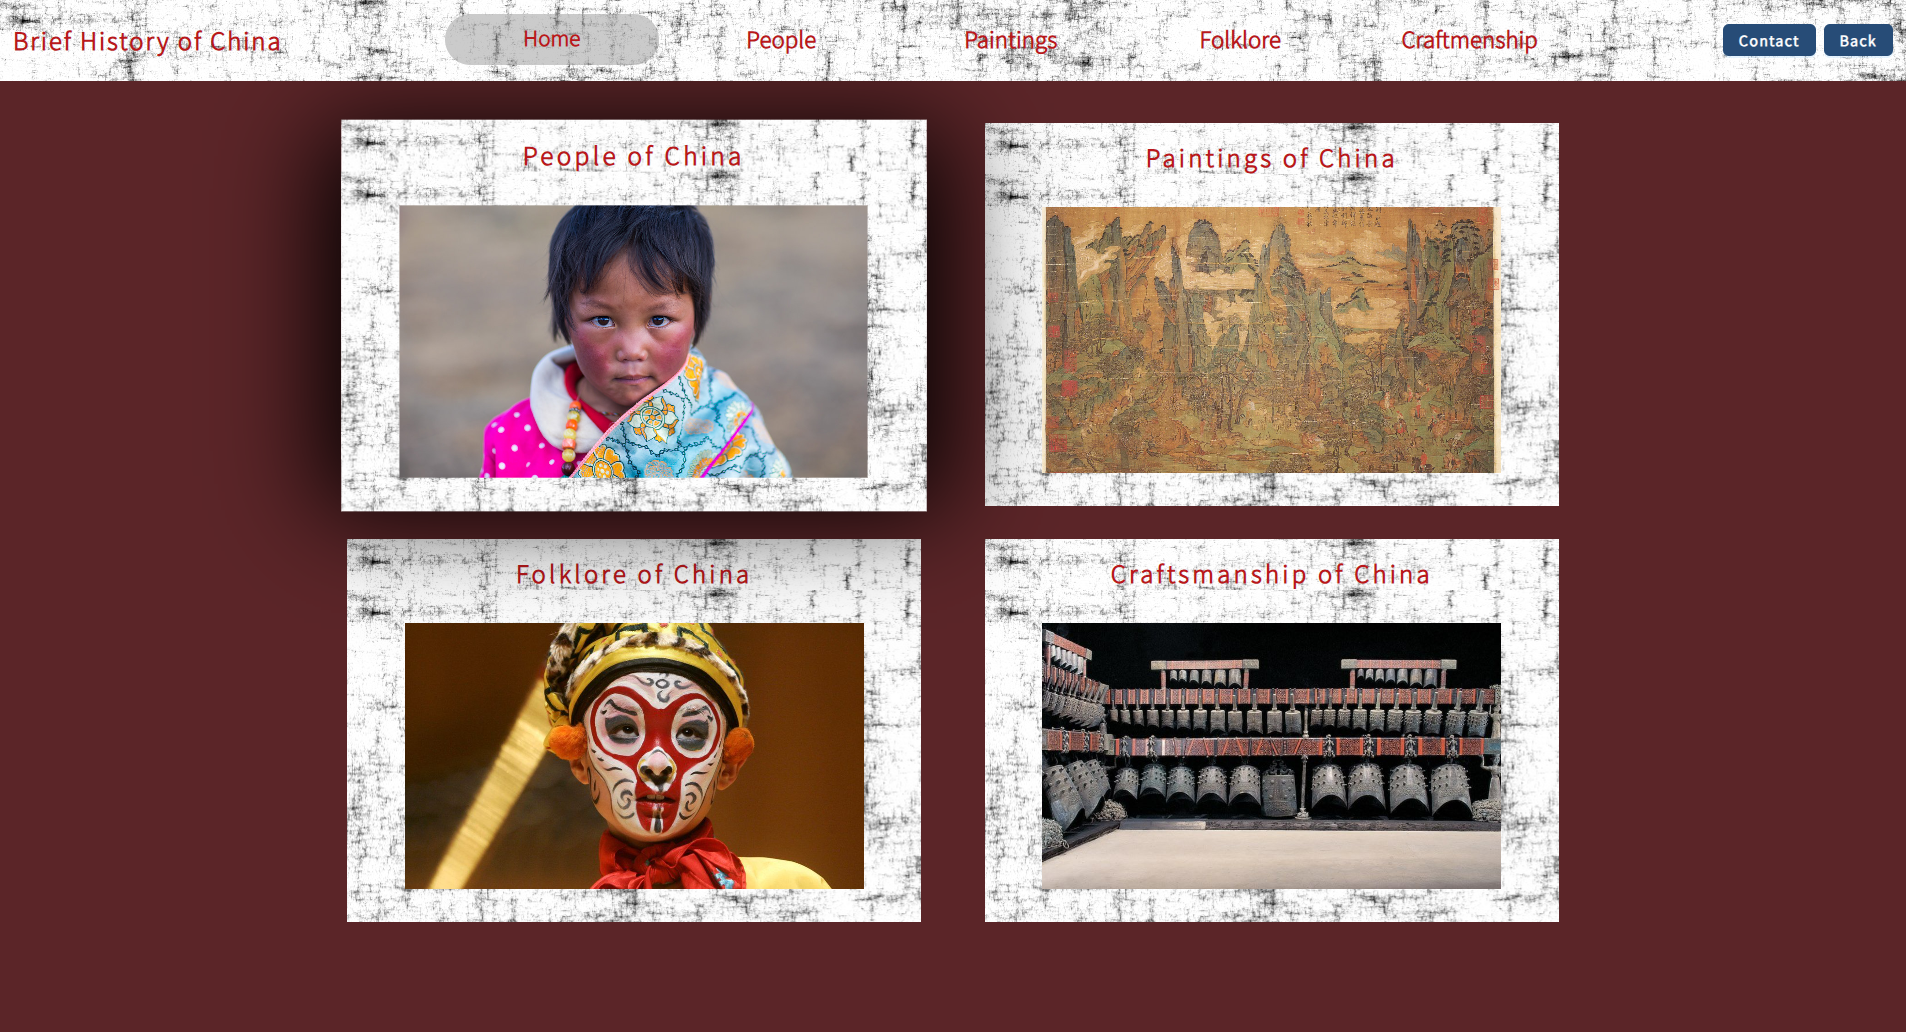 Brief History of China
Home
People
Paintings
Folklore
Craftmenship
Contact
Back
People of China
Paintings of China
Folklore of China
Craftsmanship of China